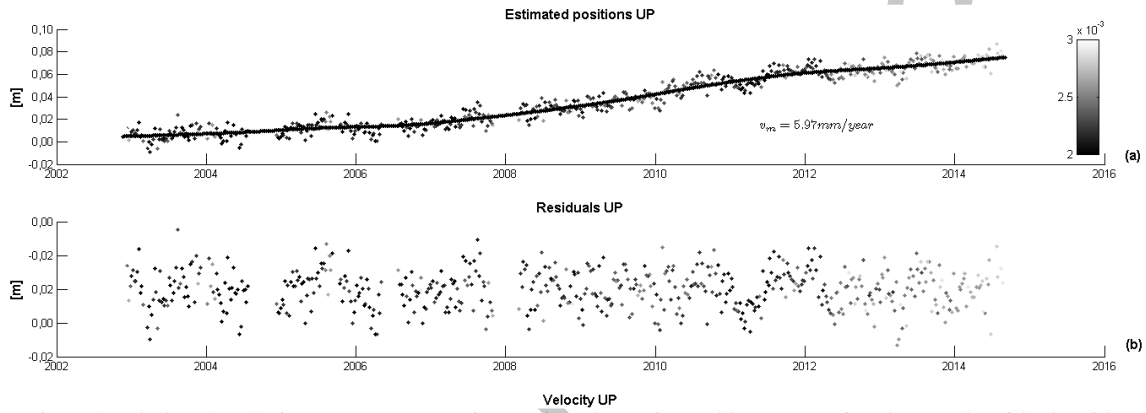 Estimated positions UP
0,10
0,08
0,06
0,04
0,02
0,00
-0,02
[m]
2002 2004 2006 2008 2010 2012 2014 2016
v_m = 5.97mm/year
3 x 10^-3
2.5
2
(a)
Residuals UP
0,00
-0,02
0,02
0,00
-0,02
[m]
2002 2004 2006 2008 2010 2012 2014 2016
(b)
Velocity UP